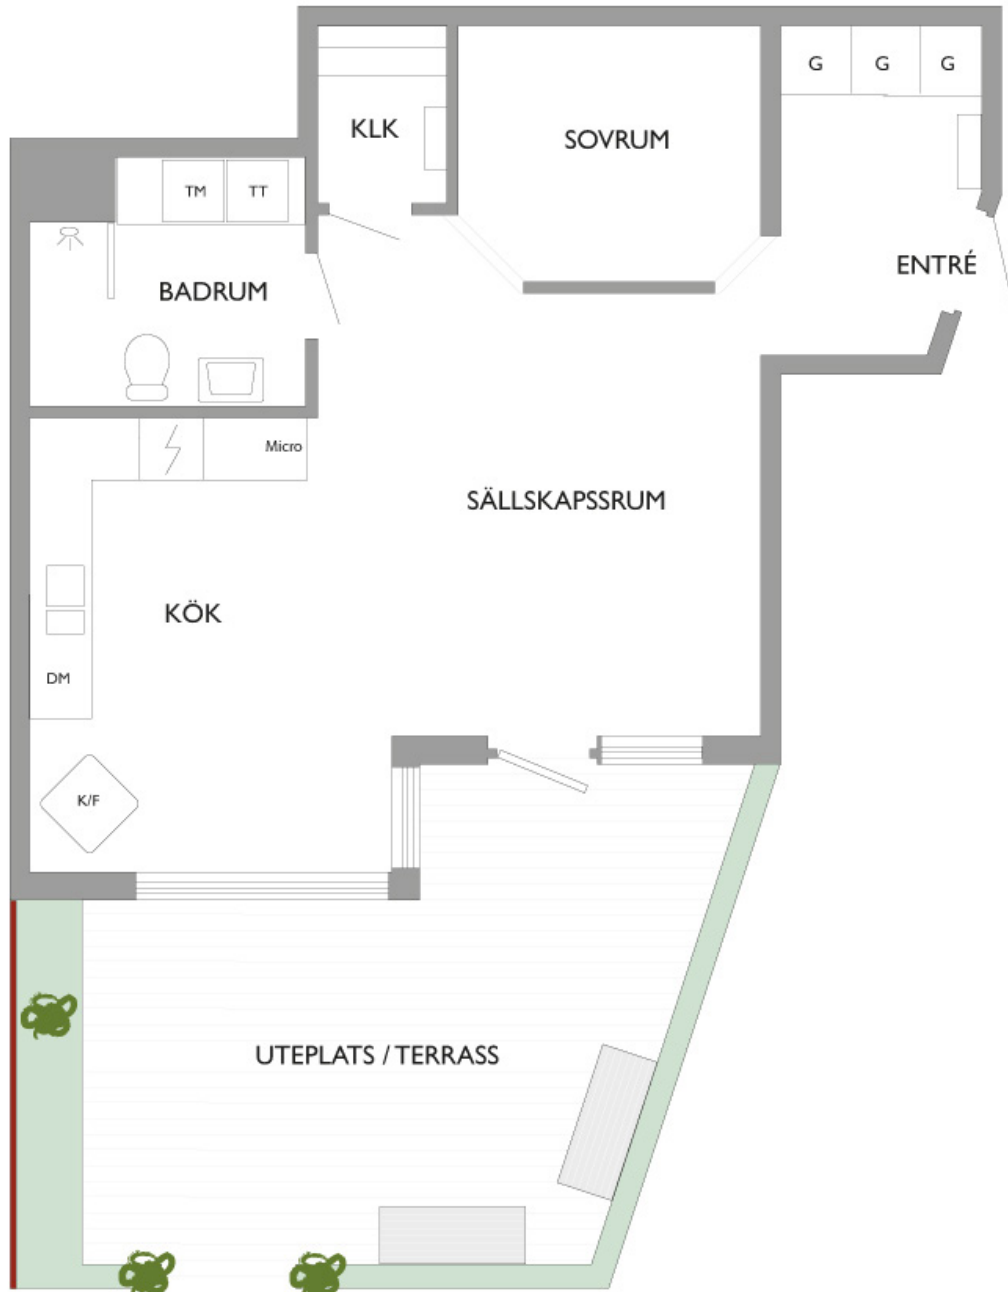 G G G
KLK
SOVRUM
TM TT
ENTRÉ
BADRUM
Micro
SÄLLSKAPSSRUM
KÖK
DM
K/F
UTEPLATS / TERRASS